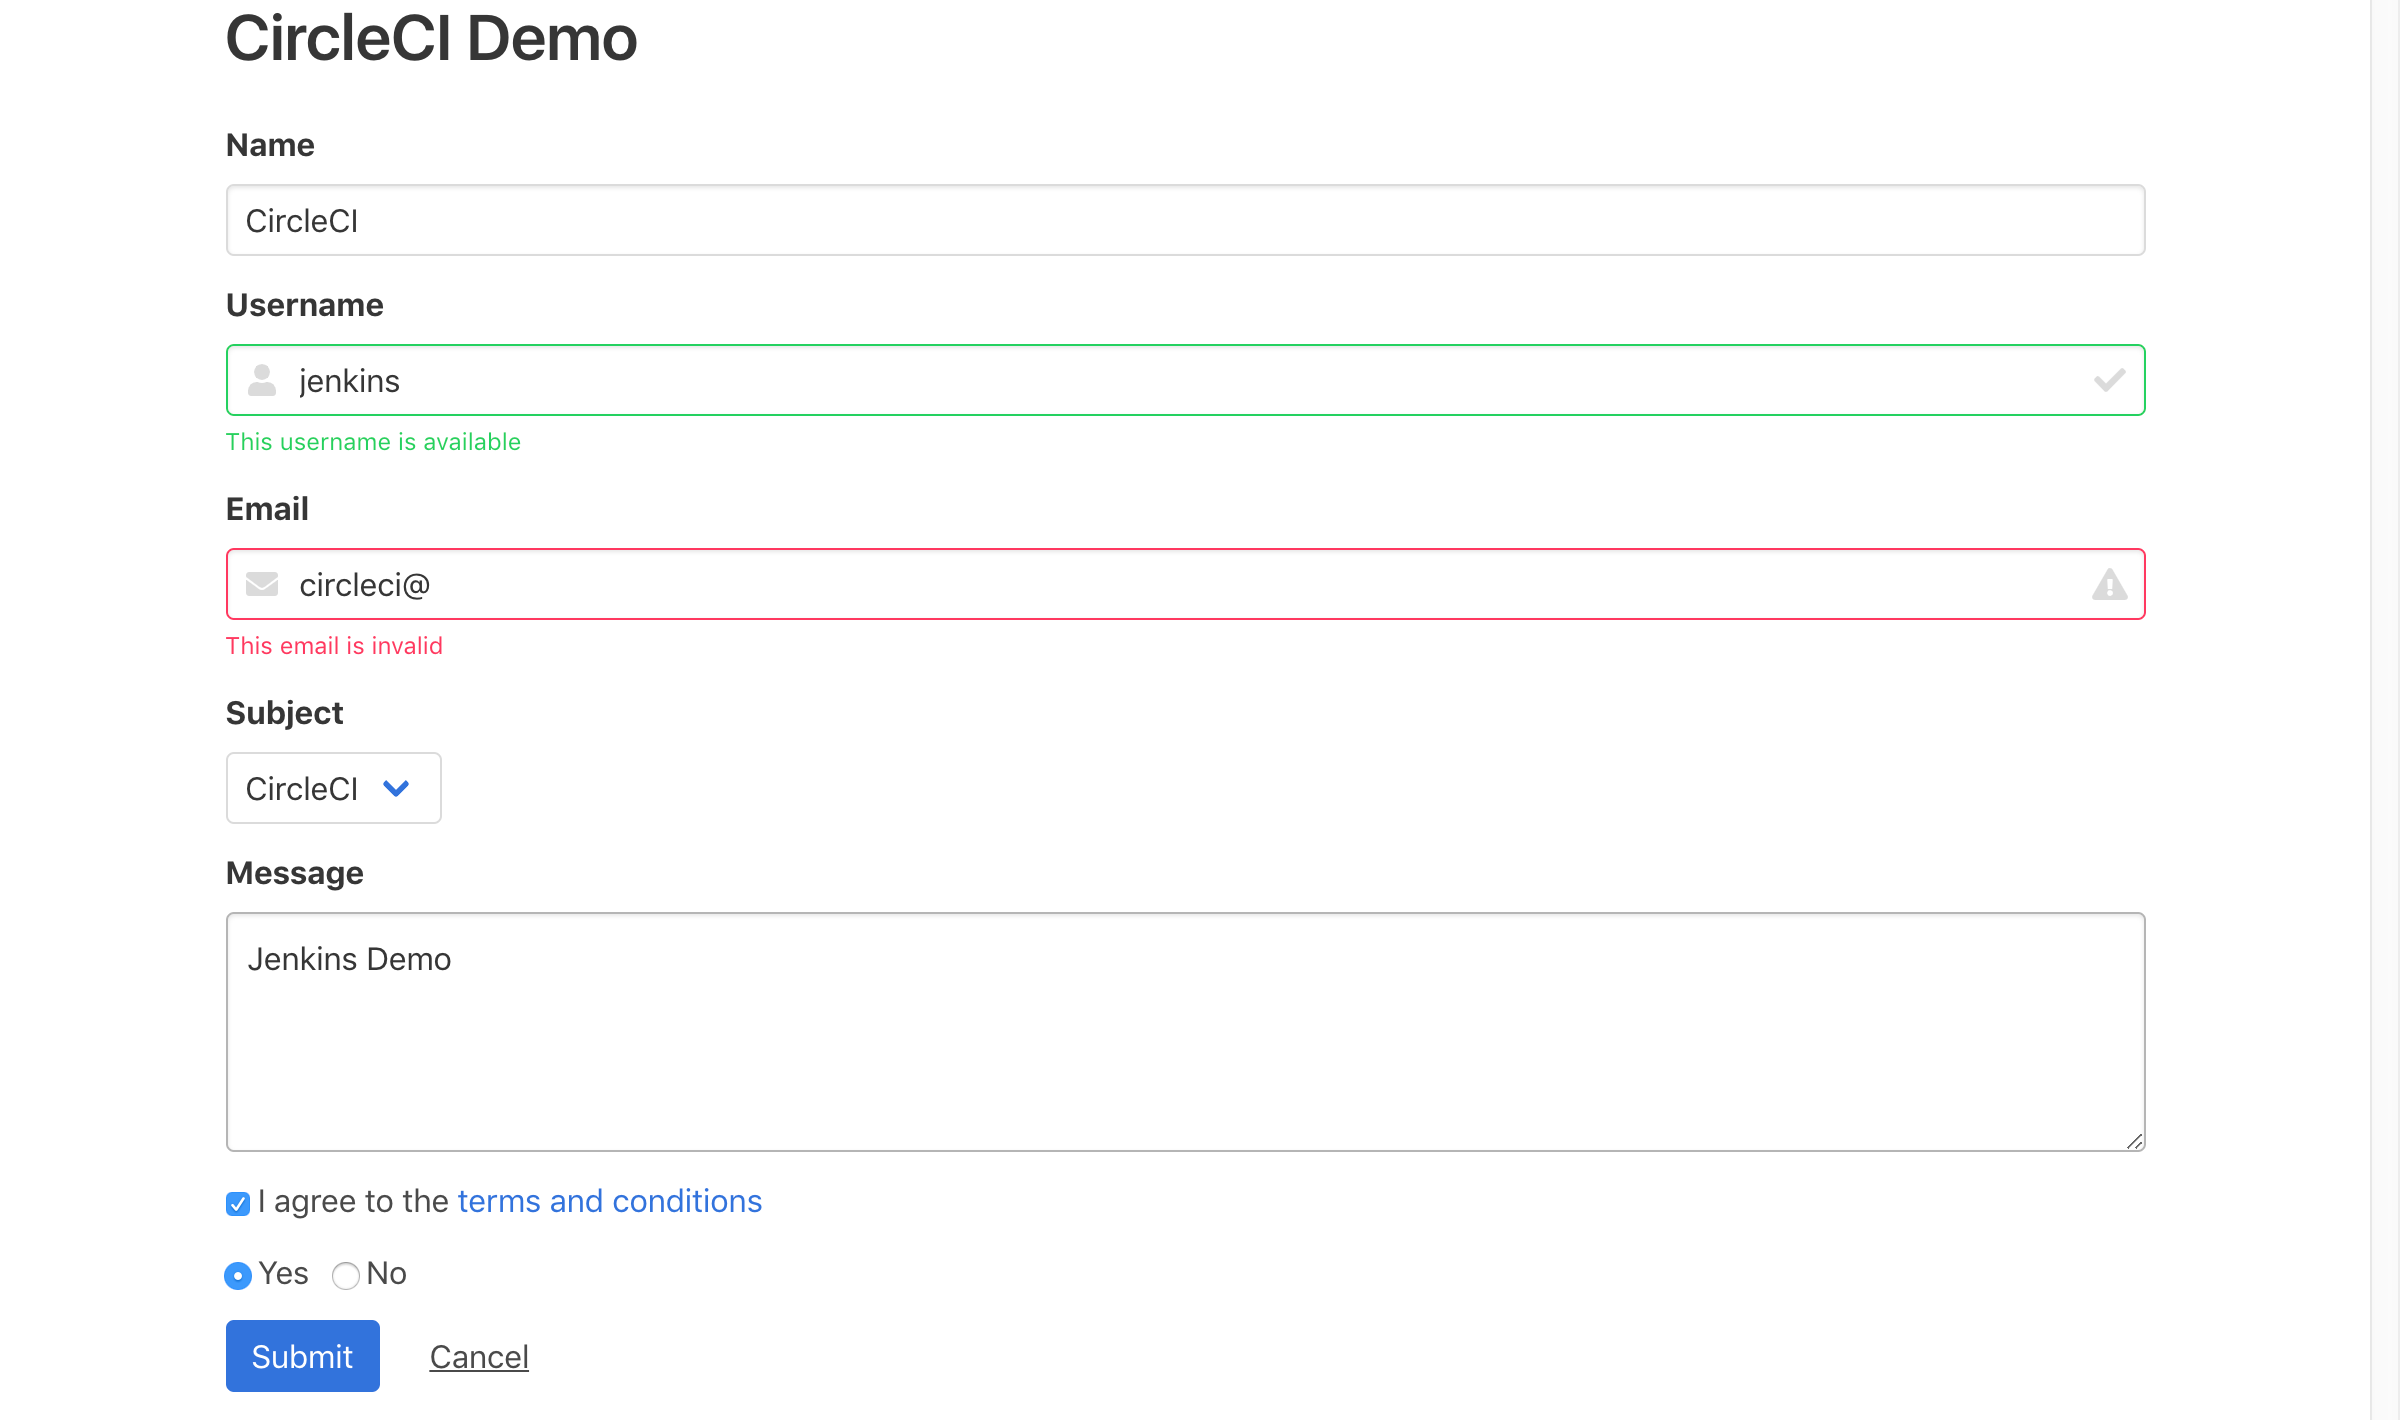 CircleCI Demo
Name
CircleCI
Username
jenkins
This username is available
Email
circleci@
This email is invalid
Subject
CircleCI
Message
Jenkins Demo
I agree to the terms and conditions
Yes No
Submit Cancel